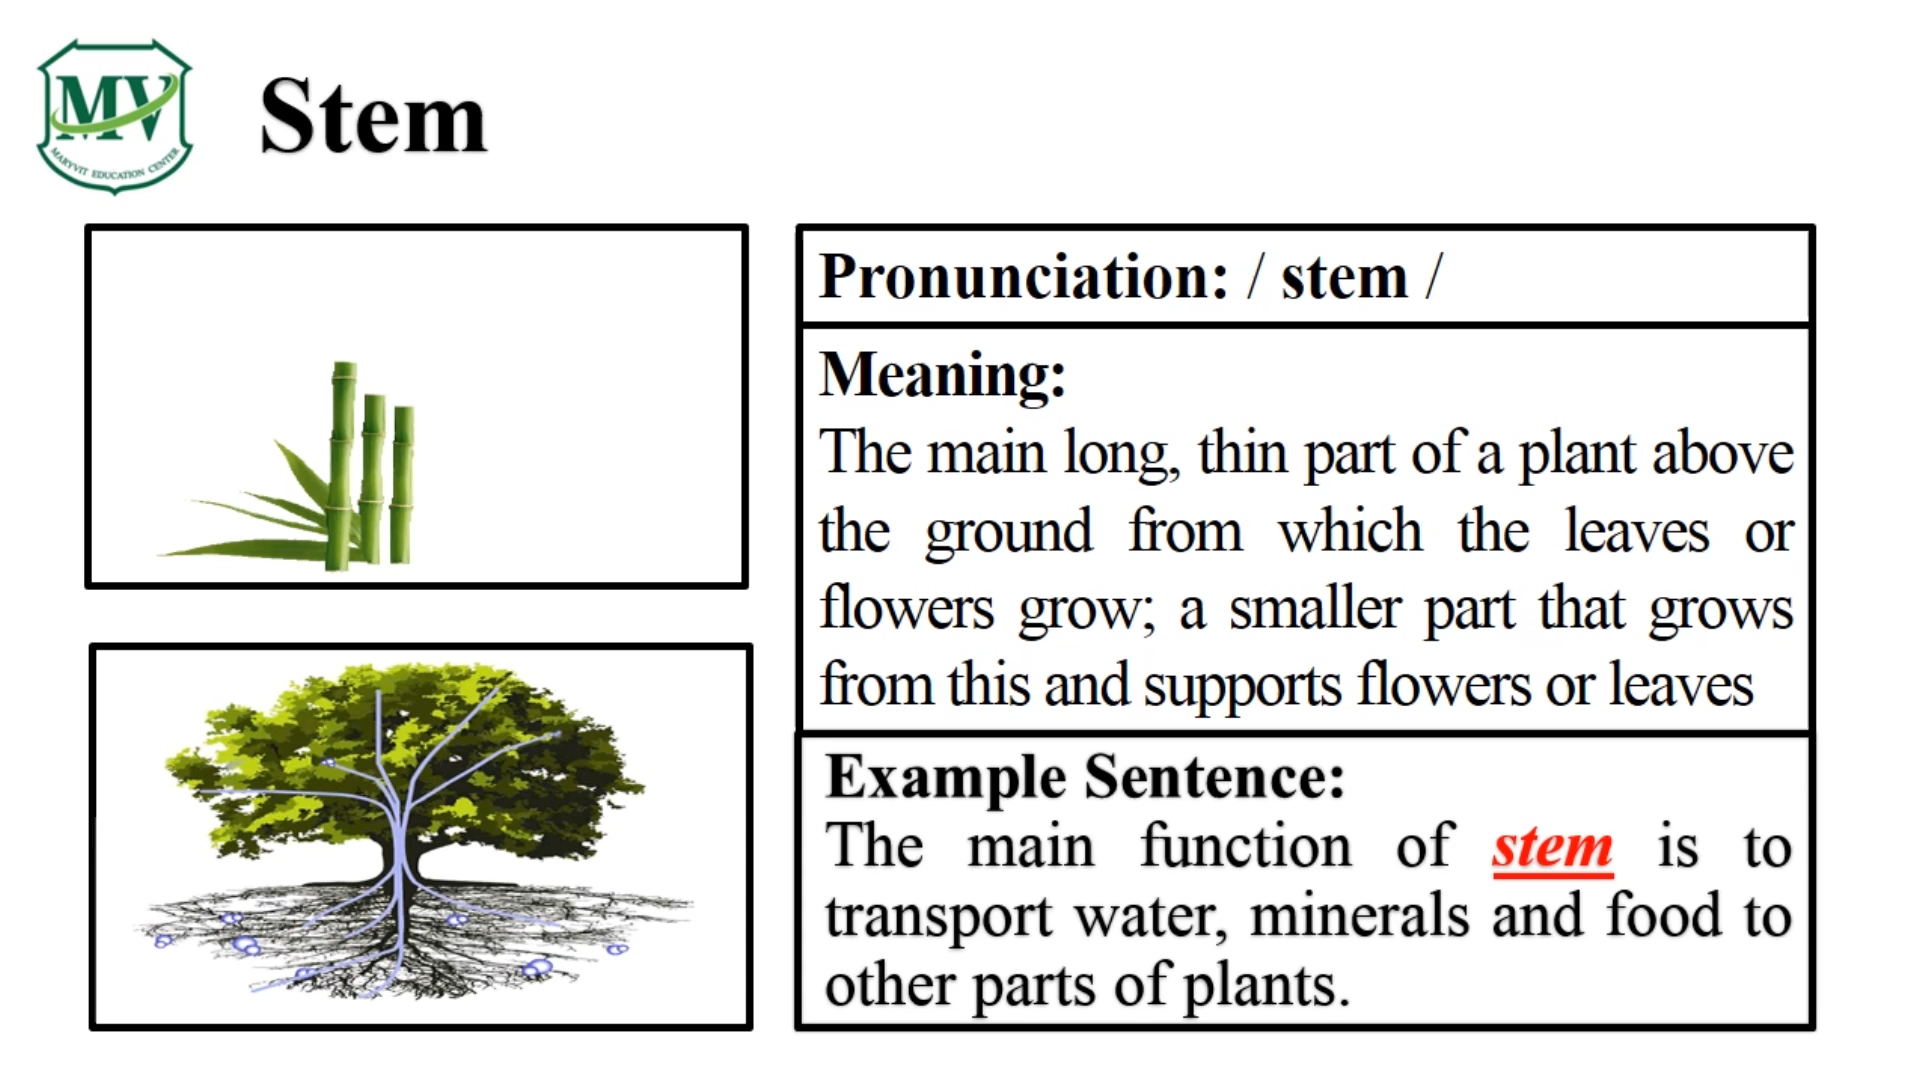 MV
MARYVIT EDUCATION CENTER
Stem
Pronunciation: / stem /
Meaning:
The main long, thin part of a plant above
the ground from which the leaves or
flowers grow; a smaller part that grows
from this and supports flowers or leaves
Example Sentence:
The main function of stem is to
transport water, minerals and food to
other parts of plants.